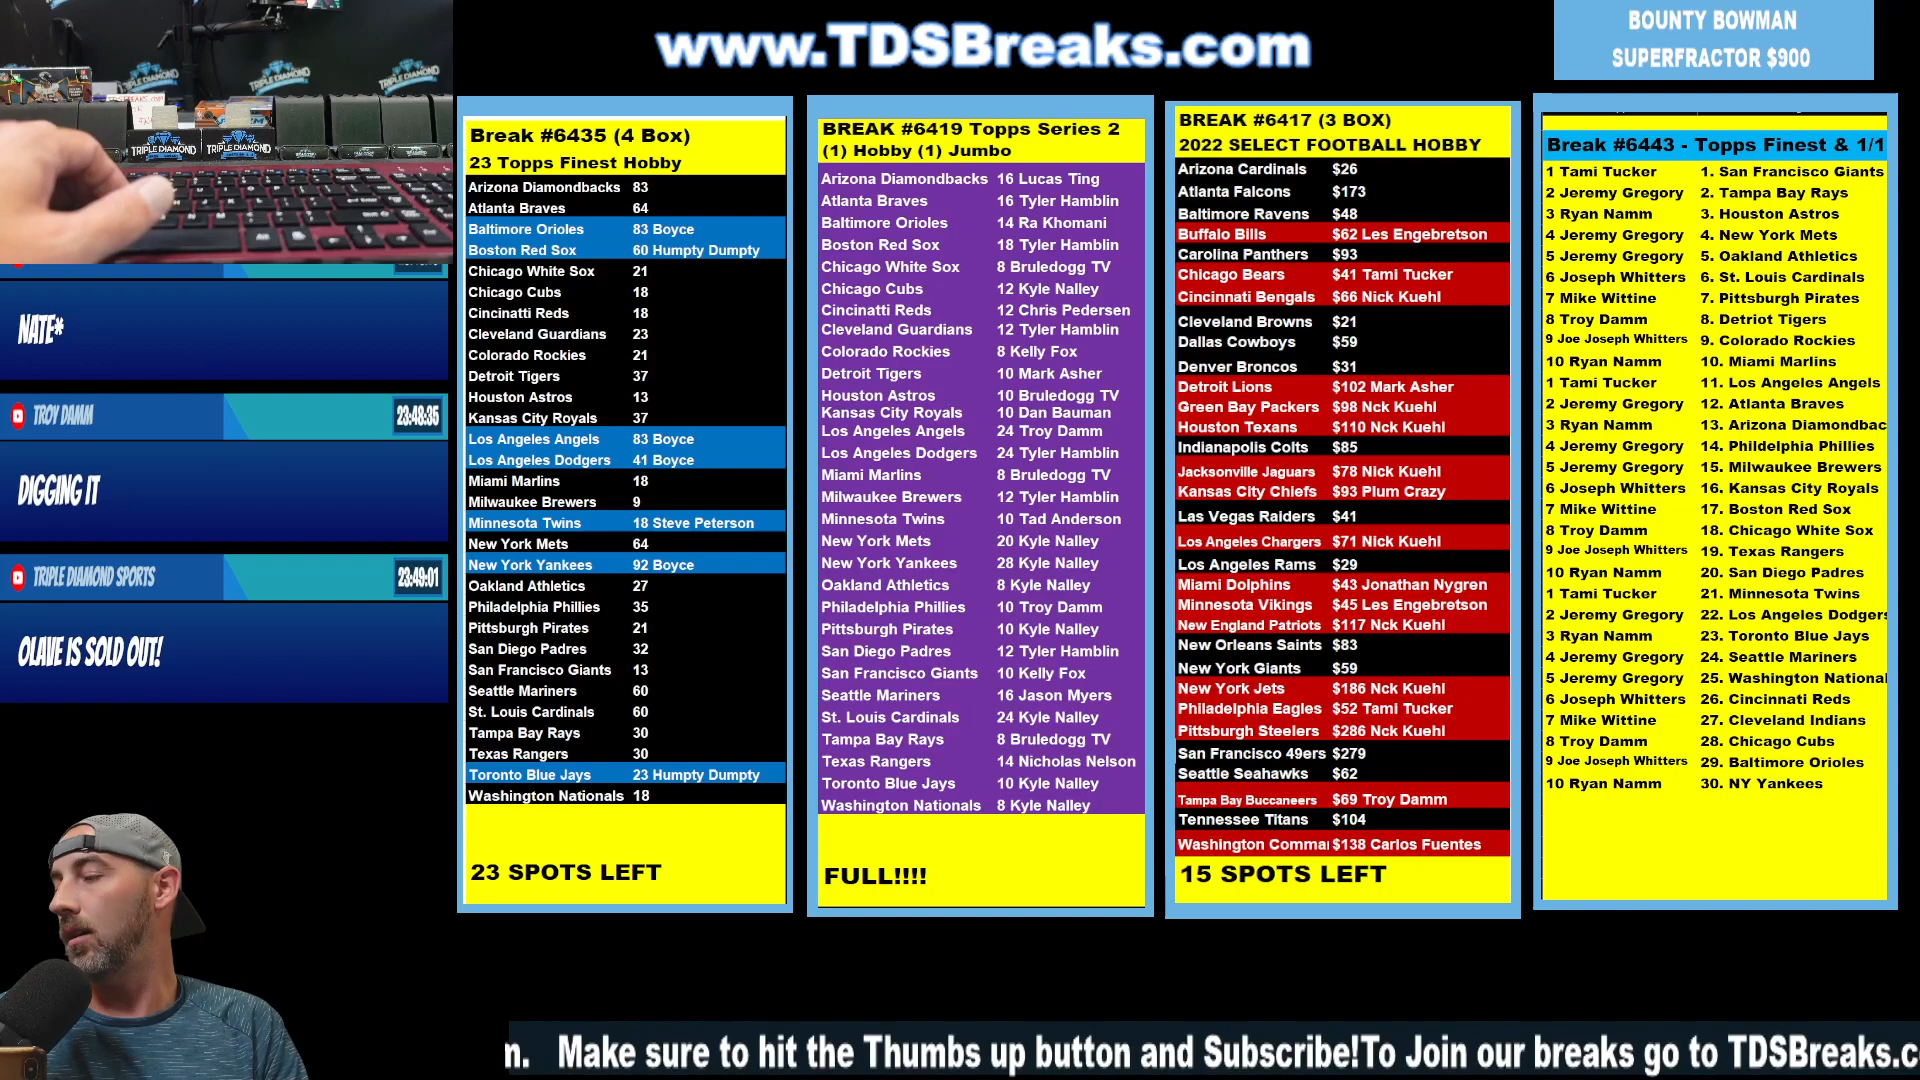 www.TDSBreaks.com
BOUNTY BOWMAN
SUPERFRACTOR $900
TRIPLE DIAMOND
TRIPLE DIAMOND
NATE*
TROY DAMM
23:48:35
DIGGING IT
TRIPLE DIAMOND SPORTS
23:49:01
OLAVE IS SOLD OUT!
Break #6435 (4 Box)
23 Topps Finest Hobby
Arizona Diamondbacks 83
Atlanta Braves 64
Baltimore Orioles 83 Boyce
Boston Red Sox 60 Humpty Dumpty
Chicago White Sox 21
Chicago Cubs 18
Cincinatti Reds 18
Cleveland Guardians 23
Colorado Rockies 21
Detroit Tigers 37
Houston Astros 13
Kansas City Royals 37
Los Angeles Angels 83 Boyce
Los Angeles Dodgers 41 Boyce
Miami Marlins 18
Milwaukee Brewers 9
Minnesota Twins 18 Steve Peterson
New York Mets 64
New York Yankees 92 Boyce
Oakland Athletics 27
Philadelphia Phillies 35
Pittsburgh Pirates 21
San Diego Padres 32
San Francisco Giants 13
Seattle Mariners 60
St. Louis Cardinals 60
Tampa Bay Rays 30
Texas Rangers 30
Toronto Blue Jays 23 Humpty Dumpty
Washington Nationals 18
23 SPOTS LEFT
BREAK #6419 Topps Series 2
(1) Hobby (1) Jumbo
Arizona Diamondbacks 16 Lucas Ting
Atlanta Braves 16 Tyler Hamblin
Baltimore Orioles 14 Ra Khomani
Boston Red Sox 18 Tyler Hamblin
Chicago White Sox 8 Bruledogg TV
Chicago Cubs 12 Kyle Nalley
Cincinatti Reds 12 Chris Pedersen
Cleveland Guardians 12 Tyler Hamblin
Colorado Rockies 8 Kelly Fox
Detroit Tigers 10 Mark Asher
Houston Astros 10 Bruledogg TV
Kansas City Royals 10 Dan Bauman
Los Angeles Angels 24 Troy Damm
Los Angeles Dodgers 24 Tyler Hamblin
Miami Marlins 8 Bruledogg TV
Milwaukee Brewers 12 Tyler Hamblin
Minnesota Twins 10 Tad Anderson
New York Mets 20 Kyle Nalley
New York Yankees 28 Kyle Nalley
Oakland Athletics 8 Kyle Nalley
Philadelphia Phillies 10 Troy Damm
Pittsburgh Pirates 10 Kyle Nalley
San Diego Padres 12 Tyler Hamblin
San Francisco Giants 10 Kelly Fox
Seattle Mariners 16 Jason Myers
St. Louis Cardinals 24 Kyle Nalley
Tampa Bay Rays 8 Bruledogg TV
Texas Rangers 14 Nicholas Nelson
Toronto Blue Jays 10 Kyle Nalley
Washington Nationals 8 Kyle Nalley
FULL!!!!
BREAK #6417 (3 BOX)
2022 SELECT FOOTBALL HOBBY
Arizona Cardinals $26
Atlanta Falcons $173
Baltimore Ravens $48
Buffalo Bills $62 Les Engebretson
Carolina Panthers $93
Chicago Bears $41 Tami Tucker
Cincinnati Bengals $66 Nick Kuehl
Cleveland Browns $21
Dallas Cowboys $59
Denver Broncos $31
Detroit Lions $102 Mark Asher
Green Bay Packers $98 Nck Kuehl
Houston Texans $110 Nck Kuehl
Indianapolis Colts $85
Jacksonville Jaguars $78 Nick Kuehl
Kansas City Chiefs $93 Plum Crazy
Las Vegas Raiders $41
Los Angeles Chargers $71 Nick Kuehl
Los Angeles Rams $29
Miami Dolphins $43 Jonathan Nygren
Minnesota Vikings $45 Les Engebretson
New England Patriots $117 Nck Kuehl
New Orleans Saints $83
New York Giants $59
New York Jets $186 Nck Kuehl
Philadelphia Eagles $52 Tami Tucker
Pittsburgh Steelers $286 Nck Kuehl
San Francisco 49ers $279
Seattle Seahawks $62
Tampa Bay Buccaneers $69 Troy Damm
Tennessee Titans $104
Washington Comma $138 Carlos Fuentes
15 SPOTS LEFT
Break #6443 - Topps Finest & 1/1
1 Tami Tucker 1. San Francisco Giants
2 Jeremy Gregory 2. Tampa Bay Rays
3 Ryan Namm 3. Houston Astros
4 Jeremy Gregory 4. New York Mets
5 Jeremy Gregory 5. Oakland Athletics
6 Joseph Whitters 6. St. Louis Cardinals
7 Mike Wittine 7. Pittsburgh Pirates
8 Troy Damm 8. Detriot Tigers
9 Joe Joseph Whitters 9. Colorado Rockies
10 Ryan Namm 10. Miami Marlins
1 Tami Tucker 11. Los Angeles Angels
2 Jeremy Gregory 12. Atlanta Braves
3 Ryan Namm 13. Arizona Diamondbac
4 Jeremy Gregory 14. Phildelphia Phillies
5 Jeremy Gregory 15. Milwaukee Brewers
6 Joseph Whitters 16. Kansas City Royals
7 Mike Wittine 17. Boston Red Sox
8 Troy Damm 18. Chicago White Sox
9 Joe Joseph Whitters 19. Texas Rangers
10 Ryan Namm 20. San Diego Padres
1 Tami Tucker 21. Minnesota Twins
2 Jeremy Gregory 22. Los Angeles Dodgers
3 Ryan Namm 23. Toronto Blue Jays
4 Jeremy Gregory 24. Seattle Mariners
5 Jeremy Gregory 25. Washington National
6 Joseph Whitters 26. Cincinnati Reds
7 Mike Wittine 27. Cleveland Indians
8 Troy Damm 28. Chicago Cubs
9 Joe Joseph Whitters 29. Baltimore Orioles
10 Ryan Namm 30. NY Yankees
n. Make sure to hit the Thumbs up button and Subscribe!To Join our breaks go to TDSBreaks.c